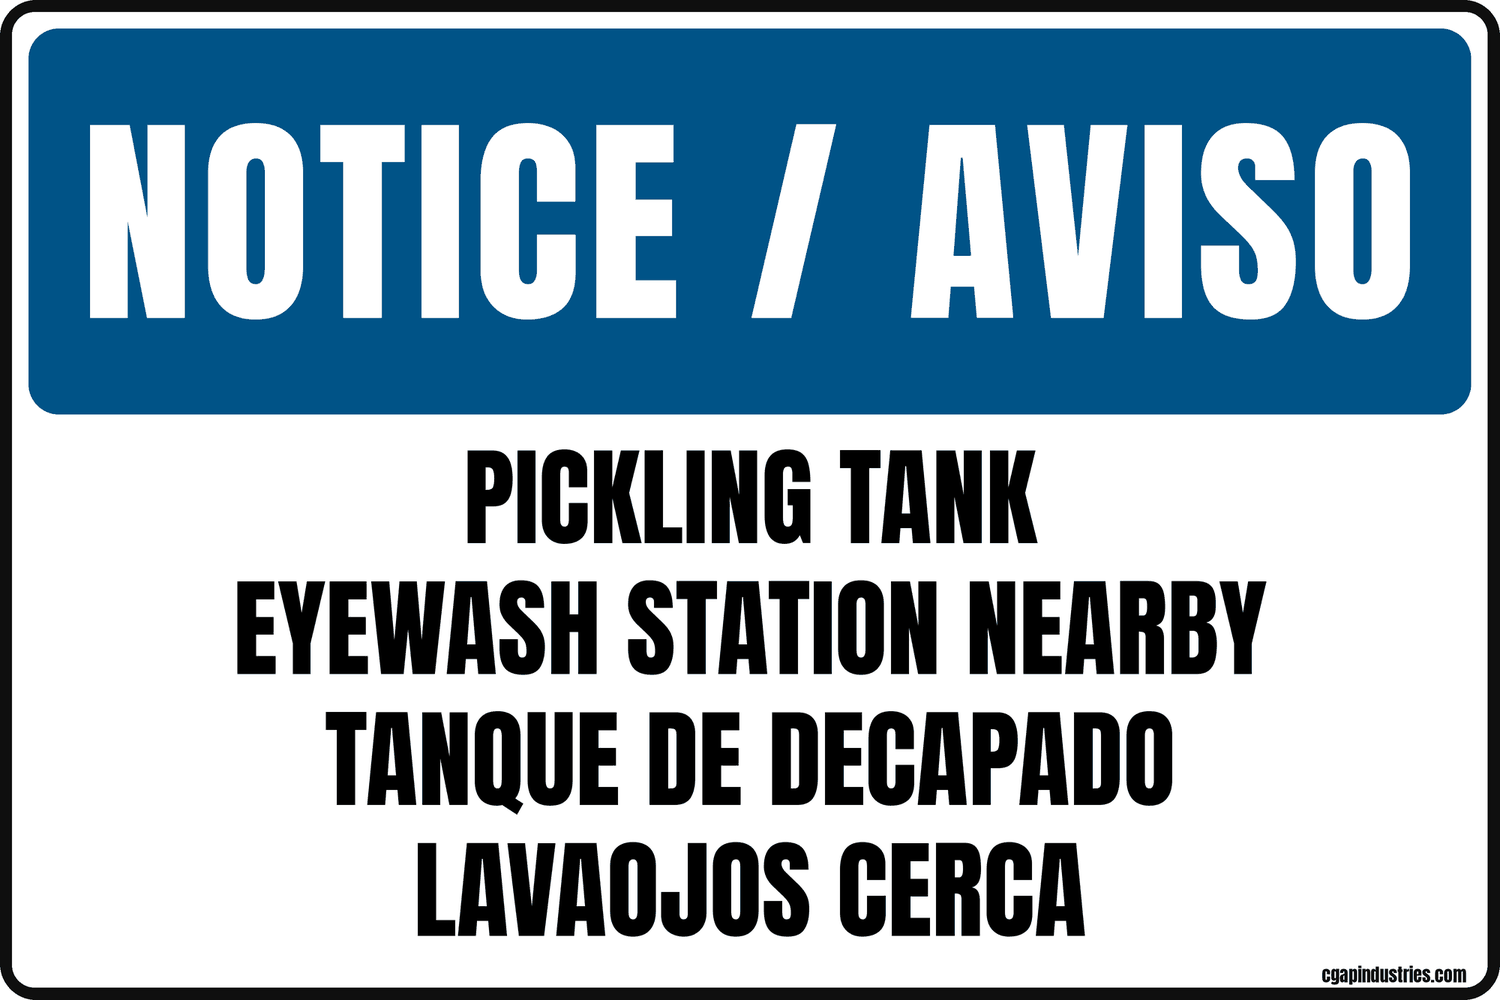 NOTICE / AVISO
PICKLING TANK
EYEWASH STATION NEARBY
TANQUE DE DECAPADO
LAVAOJOS CERCA
cgapindustries.com